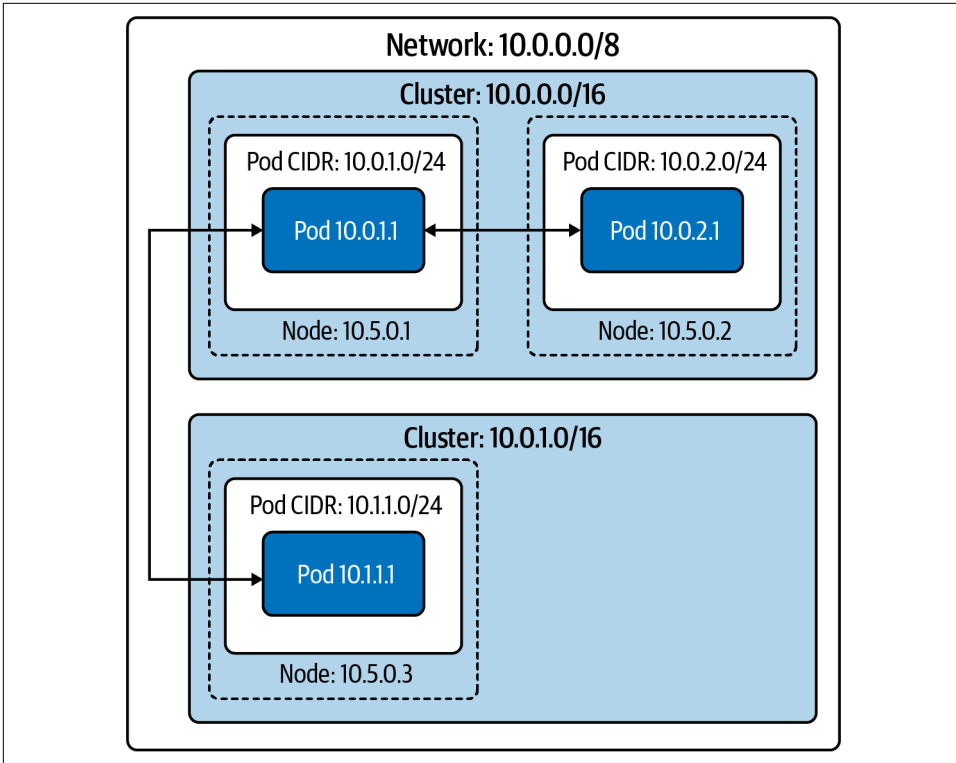 Network: 10.0.0.0/8
Cluster: 10.0.0.0/16
Pod CIDR: 10.0.1.0/24
Pod 10.0.1.1
Node: 10.5.0.1
Pod CIDR: 10.0.2.0/24
Pod 10.0.2.1
Node: 10.5.0.2
Cluster: 10.0.1.0/16
Pod CIDR: 10.1.1.0/24
Pod 10.1.1.1
Node: 10.5.0.3